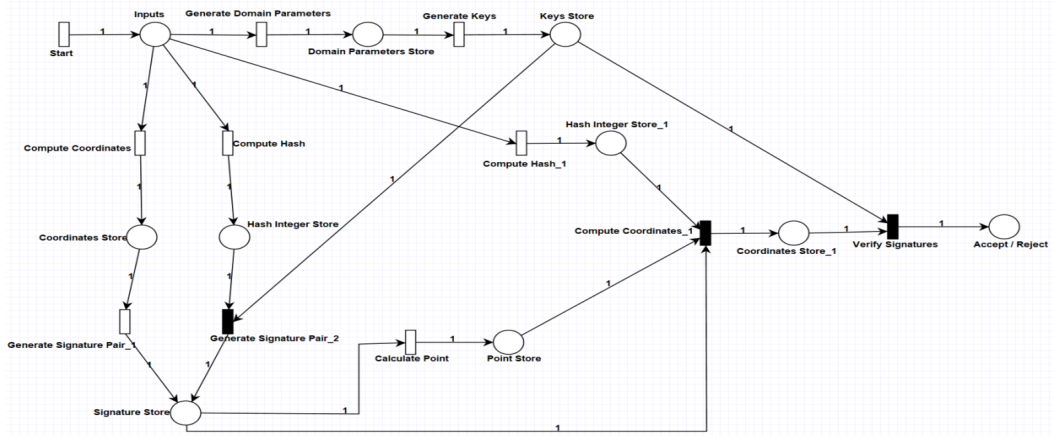 Inputs
Generate Domain Parameters
Generate Keys
Keys Store
1
1
1
1
1
Start
Domain Parameters Store
1
1
1
Compute Coordinates
Compute Hash
Hash Integer Store_1
1
1
Compute Hash_1
1
1
1
1
Coordinates Store
Hash Integer Store
Compute Coordinates_1
1
1
1
Coordinates Store_1
Verify Signatures
Accept / Reject
1
1
1
Generate Signature Pair_1
Generate Signature Pair_2
1
Calculate Point
Point Store
1
1
Signature Store
1
1